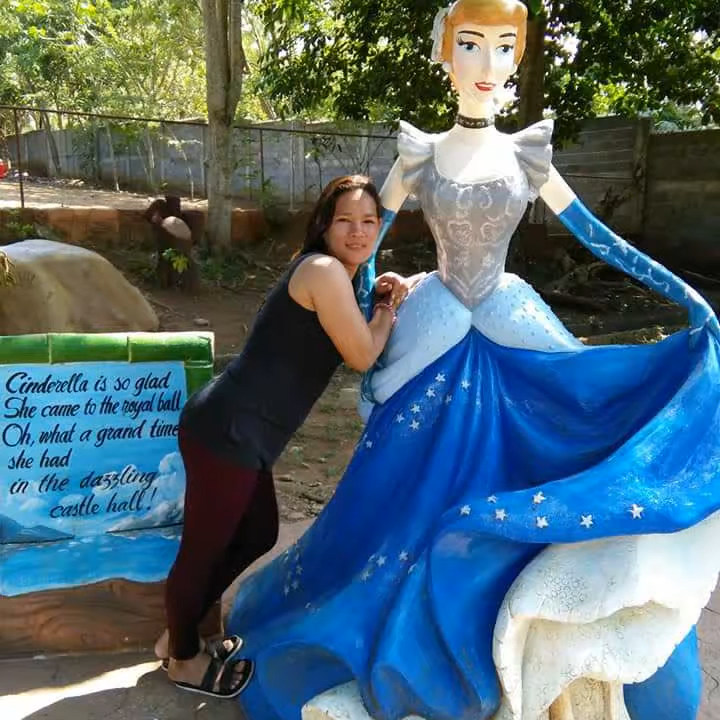 Cinderella is so glad
She came to the royal ball
Oh, what a grand time
she had
in the dazzling
castle hall!